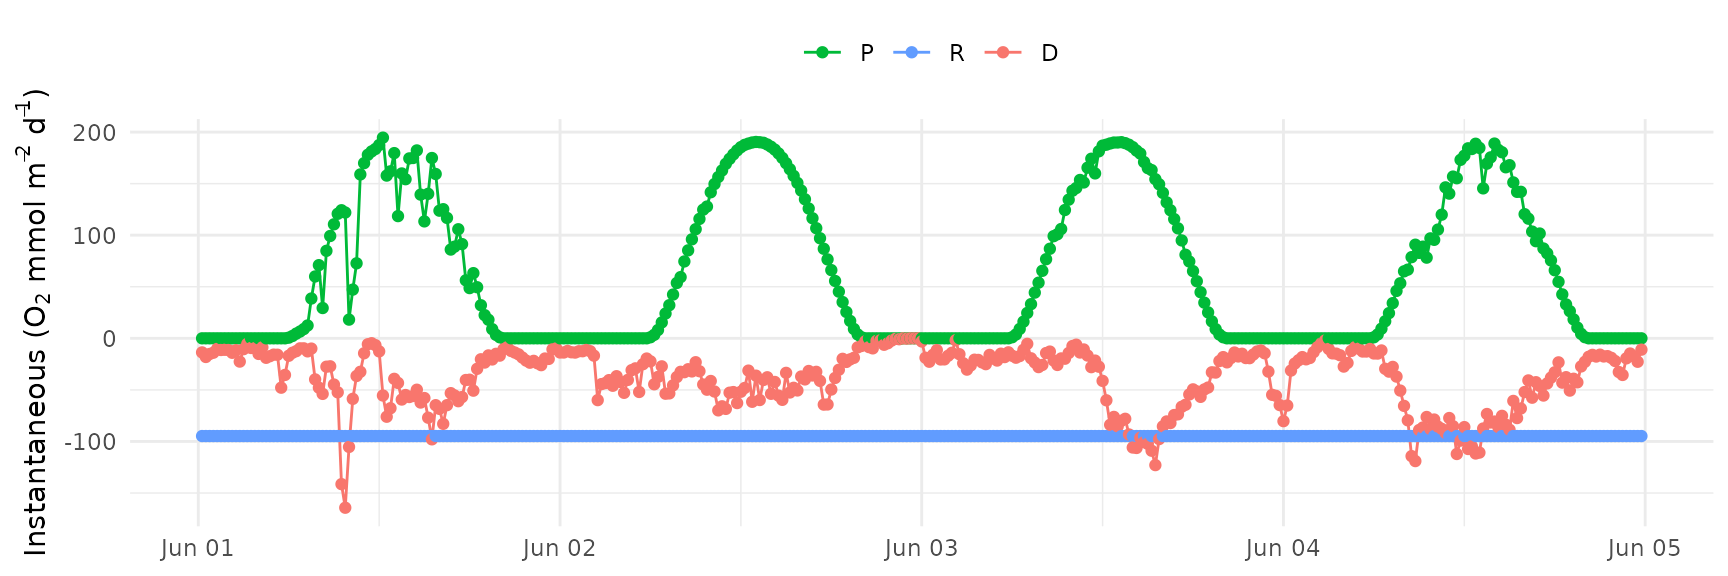 P R D
Instantaneous (O₂ mmol m⁻² d⁻¹)
200
100
0
-100
Jun 01 Jun 02 Jun 03 Jun 04 Jun 05